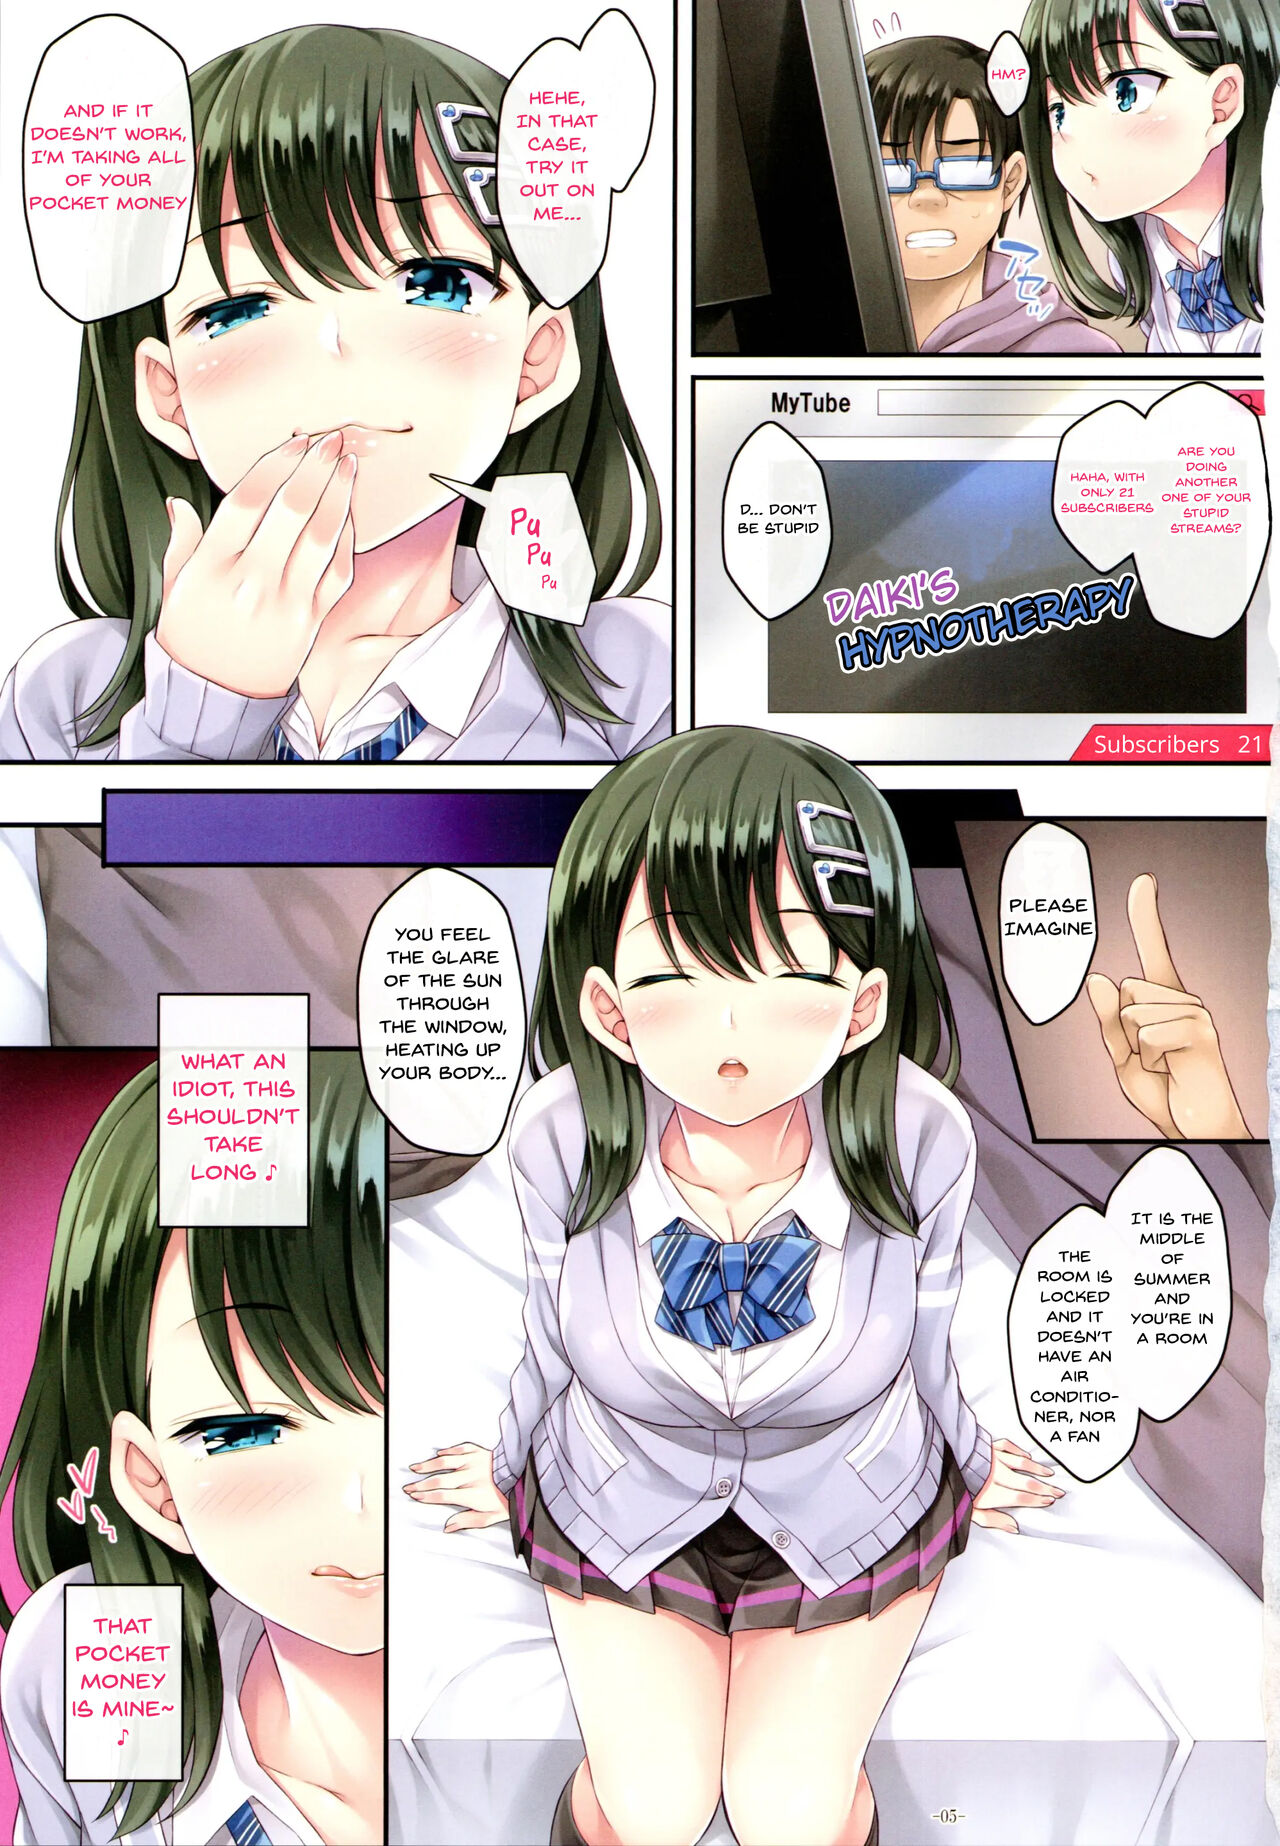 HM?
アセッ
MyTube
ARE YOU
DOING
ANOTHER
ONE OF YOUR
STUPID
STREAMS?
HAHA, WITH
ONLY 21
SUBSCRIBERS
D... DON'T
BE STUPID
DAIKI'S
HYPNOTHERAPY
Subscribers 21
HEHE,
IN THAT
CASE,
TRY IT
OUT ON
ME...
AND IF IT
DOESN'T WORK,
I'M TAKING ALL
OF YOUR
POCKET MONEY
Pu
Pu
Pu
PLEASE
IMAGINE
IT IS THE
MIDDLE OF
SUMMER
AND
YOU'RE IN
A ROOM
THE
ROOM IS
LOCKED
AND IT
DOESN'T
HAVE AN
AIR
CONDITIO-
NER, NOR
A FAN
YOU FEEL
THE GLARE
OF THE SUN
THROUGH
THE WINDOW,
HEATING UP
YOUR BODY...
WHAT AN
IDIOT, THIS
SHOULDN'T
TAKE
LONG ♪
THAT
POCKET
MONEY
IS MINE~
♪
-05-